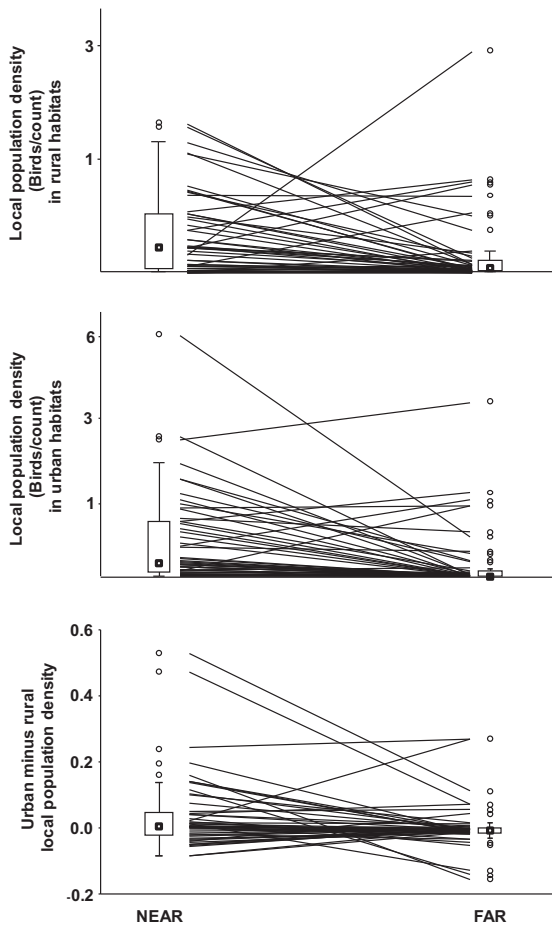 Local population density
(Birds/count)
in rural habitats
3
1
Local population density
(Birds/count)
in urban habitats
6
3
1
Urban minus rural
local population density
0.6
0.4
0.2
0.0
-0.2
NEAR
FAR